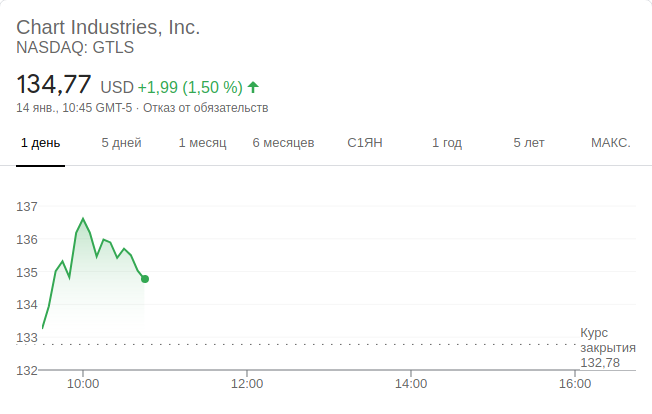 Chart Industries, Inc.
NASDAQ: GTLS
134,77 USD +1,99 (1,50 %)
14 янв., 10:45 GMT-5 · Отказ от обязательств
1 день 5 дней 1 месяц 6 месяцев С1ЯН 1 год 5 лет МАКС.
137
136
135
134
133
132
Курс
закрытия
132,78
10:00 12:00 14:00 16:00